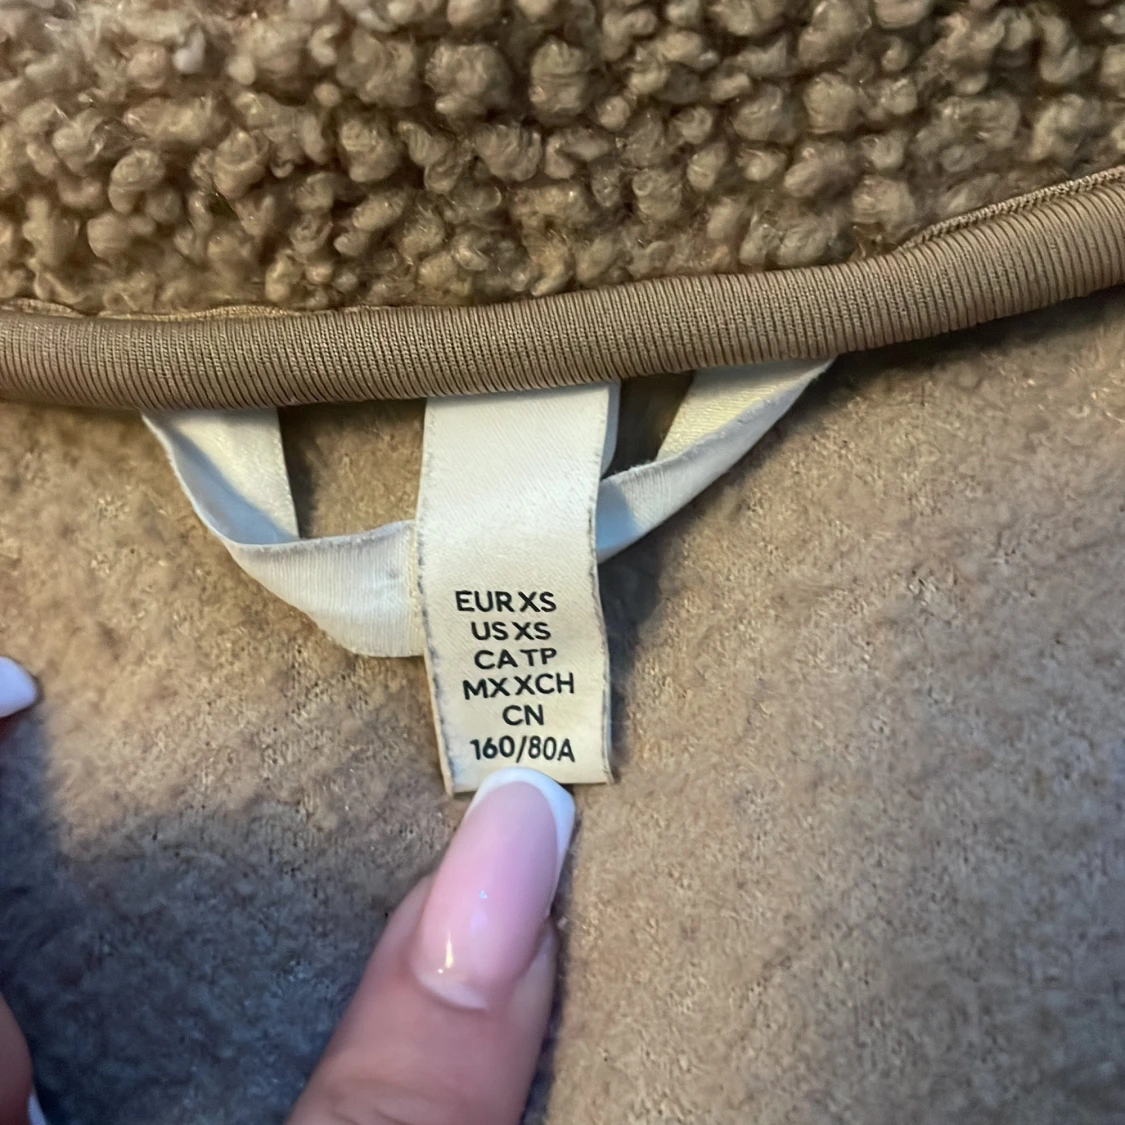 EUR XS
US XS
CA TP
MX XCH
CN
160/80A